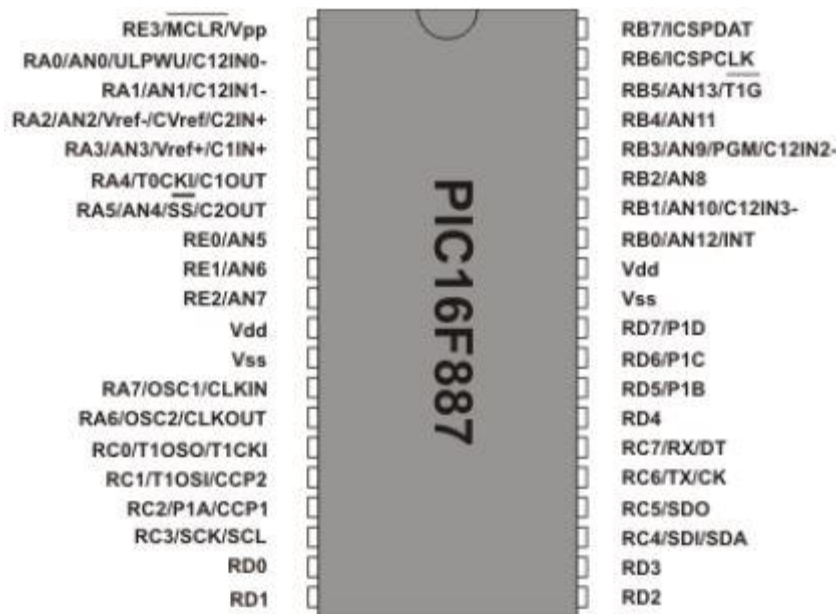 RE3/MCLR/Vpp
RA0/AN0/ULPWU/C12IN0-
RA1/AN1/C12IN1-
RA2/AN2/Vref-/CVref/C2IN+
RA3/AN3/Vref+/C1IN+
RA4/T0CKI/C1OUT
RA5/AN4/SS/C2OUT
RE0/AN5
RE1/AN6
RE2/AN7
Vdd
Vss
RA7/OSC1/CLKIN
RA6/OSC2/CLKOUT
RC0/T1OSO/T1CKI
RC1/T1OSI/CCP2
RC2/P1A/CCP1
RC3/SCK/SCL
RD0
RD1
PIC16F887
RB7/ICSPDAT
RB6/ICSPCLK
RB5/AN13/T1G
RB4/AN11
RB3/AN9/PGM/C12IN2-
RB2/AN8
RB1/AN10/C12IN3-
RB0/AN12/INT
Vdd
Vss
RD7/P1D
RD6/P1C
RD5/P1B
RD4
RC7/RX/DT
RC6/TX/CK
RC5/SDO
RC4/SDI/SDA
RD3
RD2